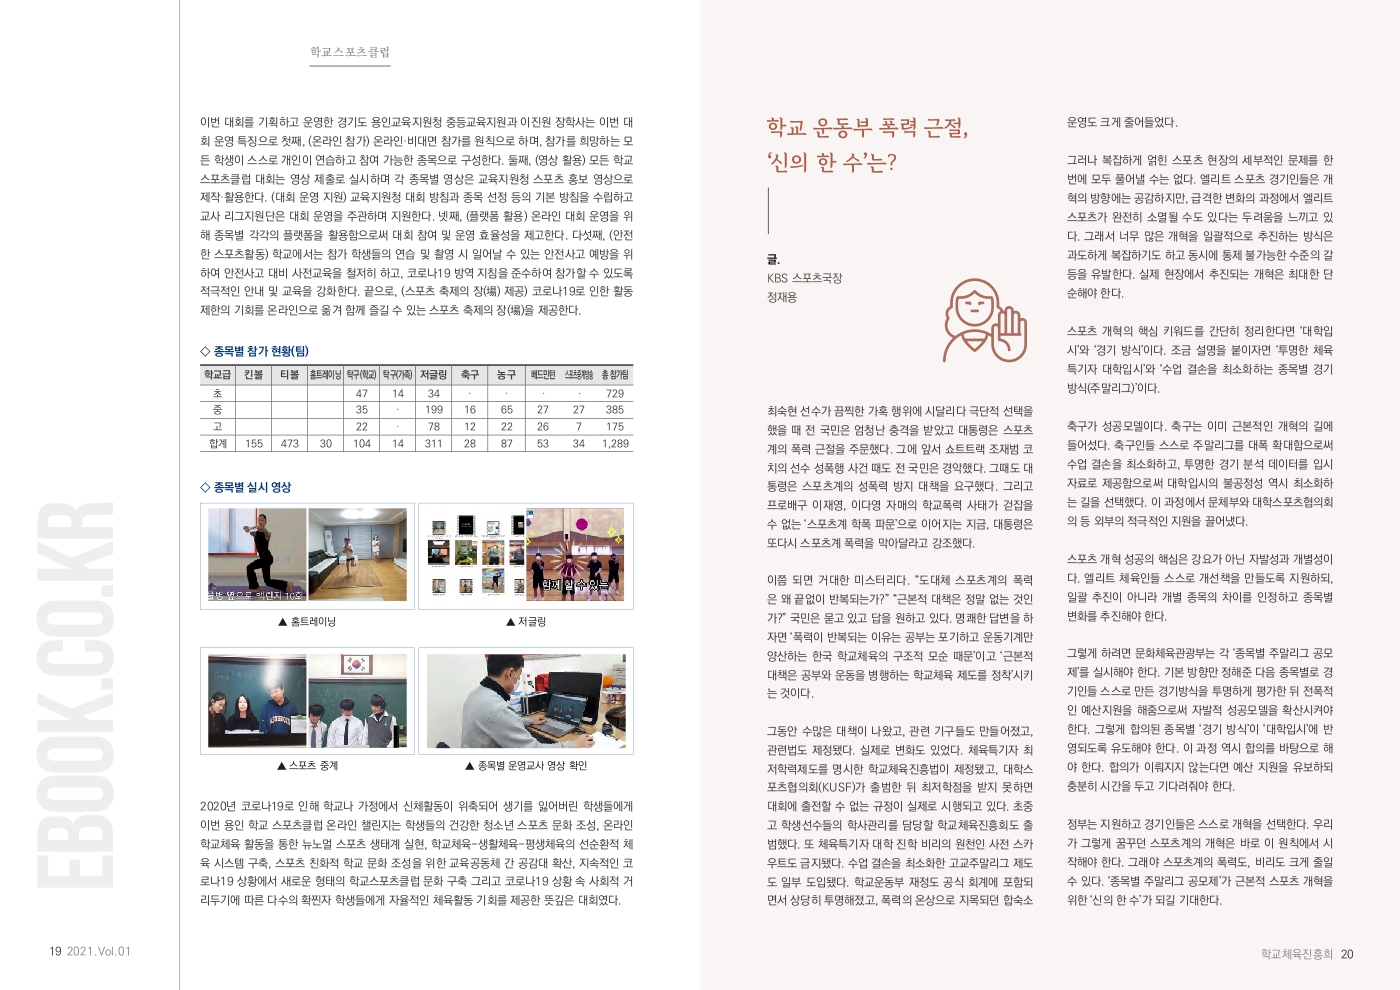 학교스포츠클럽
이번 대회를 기획하고 운영한 경기도 용인교육지원청 중등교육지원과 이진원 장학사는 이번 대
회 운영 특징으로 첫째, (온라인 참가) 온라인·비대면 참가를 원칙으로 하며, 참가를 희망하는 모
든 학생이 스스로 개인이 연습하고 참여 가능한 종목으로 구성한다. 둘째, (영상 활용) 모든 학교
스포츠클럽 대회는 영상 제출로 실시하며 각 종목별 영상은 교육지원청 스포츠 홍보 영상으로
제작·활용한다. (대회 운영 지원) 교육지원청 대회 방침과 종목 선정 등의 기본 방침을 수립하고
교사 리그지원단은 대회 운영을 주관하며 지원한다. 넷째, (플랫폼 활용) 온라인 대회 운영을 위
해 종목별 각각의 플랫폼을 활용함으로써 대회 참여 및 운영 효율성을 제고한다. 다섯째, (안전
한 스포츠활동) 학교에서는 참가 학생들의 연습 및 촬영 시 일어날 수 있는 안전사고 예방을 위
하여 안전사고 대비 사전교육을 철저히 하고, 코로나19 방역 지침을 준수하여 참가할 수 있도록
적극적인 안내 및 교육을 강화한다. 끝으로, (스포츠 축제의 장(場) 제공) 코로나19로 인한 활동
제한의 기회를 온라인으로 옮겨 함께 즐길 수 있는 스포츠 축제의 장(場)을 제공한다.
◇ 종목별 참가 현황(팀)
학교급 킨볼 티볼 홈트레이닝 탁구(학교) 탁구(가족) 저글링 축구 농구 배드민턴 스포츠중계방송 총 참가팀
초 47 14 34 · · · · 729
중 35 · 199 16 65 27 27 385
고 22 · 78 12 22 26 7 175
합계 155 473 30 104 14 311 28 87 53 34 1,289
◇ 종목별 실시 영상
물병 옆으로 챌린지 10호
함께 할 수 있는
▲ 홈트레이닝
▲ 저글링
▲ 스포츠 중계
▲ 종목별 운영교사 영상 확인
2020년 코로나19로 인해 학교나 가정에서 신체활동이 위축되어 생기를 잃어버린 학생들에게
이번 용인 학교 스포츠클럽 온라인 챌린지는 학생들의 건강한 청소년 스포츠 문화 조성, 온라인
학교체육 활동을 통한 뉴노멀 스포츠 생태계 실현, 학교체육-생활체육-평생체육의 선순환적 체
육 시스템 구축, 스포츠 친화적 학교 문화 조성을 위한 교육공동체 간 공감대 확산, 지속적인 코
로나19 상황에서 새로운 형태의 학교스포츠클럽 문화 구축 그리고 코로나19 상황 속 사회적 거
리두기에 따른 다수의 확찐자 학생들에게 자율적인 체육활동 기회를 제공한 뜻깊은 대회였다.
EBOOK.CO.KR
19 2021.Vol.01
학교 운동부 폭력 근절,
‘신의 한 수’는?
글.
KBS 스포츠국장
정재용
최숙현 선수가 끔찍한 가혹 행위에 시달리다 극단적 선택을
했을 때 전 국민은 엄청난 충격을 받았고 대통령은 스포츠
계의 폭력 근절을 주문했다. 그에 앞서 쇼트트랙 조재범 코
치의 선수 성폭행 사건 때도 전 국민은 경악했다. 그때도 대
통령은 스포츠계의 성폭력 방지 대책을 요구했다. 그리고
프로배구 이재영, 이다영 자매의 학교폭력 사태가 걷잡을
수 없는 ‘스포츠계 학폭 파문’으로 이어지는 지금, 대통령은
또다시 스포츠계 폭력을 막아달라고 강조했다.
이쯤 되면 거대한 미스터리다. “도대체 스포츠계의 폭력
은 왜 끝없이 반복되는가?” “근본적 대책은 정말 없는 것인
가?” 국민은 묻고 있고 답을 원하고 있다. 명쾌한 답변을 하
자면 ‘폭력이 반복되는 이유는 공부는 포기하고 운동기계만
양산하는 한국 학교체육의 구조적 모순 때문’이고 ‘근본적
대책은 공부와 운동을 병행하는 학교체육 제도를 정착’시키
는 것이다.
그동안 수많은 대책이 나왔고, 관련 기구들도 만들어졌고,
관련법도 제정됐다. 실제로 변화도 있었다. 체육특기자 최
저학력제도를 명시한 학교체육진흥법이 제정됐고, 대학스
포츠협의회(KUSF)가 출범한 뒤 최저학점을 받지 못하면
대회에 출전할 수 없는 규정이 실제로 시행되고 있다. 초중
고 학생선수들의 학사관리를 담당할 학교체육진흥회도 출
범했다. 또 체육특기자 대학 진학 비리의 원천인 사전 스카
우트도 금지됐다. 수업 결손을 최소화한 고교주말리그 제도
도 일부 도입됐다. 학교운동부 재정도 공식 회계에 포함되
면서 상당히 투명해졌고, 폭력의 온상으로 지목되던 합숙소
운영도 크게 줄어들었다.
그러나 복잡하게 얽힌 스포츠 현장의 세부적인 문제를 한
번에 모두 풀어낼 수는 없다. 엘리트 스포츠 경기인들은 개
혁의 방향에는 공감하지만, 급격한 변화의 과정에서 엘리트
스포츠가 완전히 소멸될 수도 있다는 두려움을 느끼고 있
다. 그래서 너무 많은 개혁을 일괄적으로 추진하는 방식은
과도하게 복잡하기도 하고 동시에 통제 불가능한 수준의 갈
등을 유발한다. 실제 현장에서 추진되는 개혁은 최대한 단
순해야 한다.
스포츠 개혁의 핵심 키워드를 간단히 정리한다면 ‘대학입
시’와 ‘경기 방식’이다. 조금 설명을 붙이자면 ‘투명한 체육
특기자 대학입시’와 ‘수업 결손을 최소화하는 종목별 경기
방식(주말리그)’이다.
축구가 성공모델이다. 축구는 이미 근본적인 개혁의 길에
들어섰다. 축구인들 스스로 주말리그를 대폭 확대함으로써
수업 결손을 최소화하고, 투명한 경기 분석 데이터를 입시
자료로 제공함으로써 대학입시의 불공정성 역시 최소화하
는 길을 선택했다. 이 과정에서 문체부와 대학스포츠협의회
의 등 외부의 적극적인 지원을 끌어냈다.
스포츠 개혁 성공의 핵심은 강요가 아닌 자발성과 개별성이
다. 엘리트 체육인들 스스로 개선책을 만들도록 지원하되,
일괄 추진이 아니라 개별 종목의 차이를 인정하고 종목별
변화를 추진해야 한다.
그렇게 하려면 문화체육관광부는 각 ‘종목별 주말리그 공모
제’를 실시해야 한다. 기본 방향만 정해준 다음 종목별로 경
기인들 스스로 만든 경기방식을 투명하게 평가한 뒤 전폭적
인 예산지원을 해줌으로써 자발적 성공모델을 확산시켜야
한다. 그렇게 합의된 종목별 ‘경기 방식’이 ‘대학입시’에 반
영되도록 유도해야 한다. 이 과정 역시 합의를 바탕으로 해
야 한다. 합의가 이뤄지지 않는다면 예산 지원을 유보하되
충분히 시간을 두고 기다려줘야 한다.
정부는 지원하고 경기인들은 스스로 개혁을 선택한다. 우리
가 그렇게 꿈꾸던 스포츠계의 개혁은 바로 이 원칙에서 시
작해야 한다. 그래야 스포츠계의 폭력도, 비리도 크게 줄일
수 있다. ‘종목별 주말리그 공모제’가 근본적 스포츠 개혁을
위한 ‘신의 한 수’가 되길 기대한다.
학교체육진흥회 20